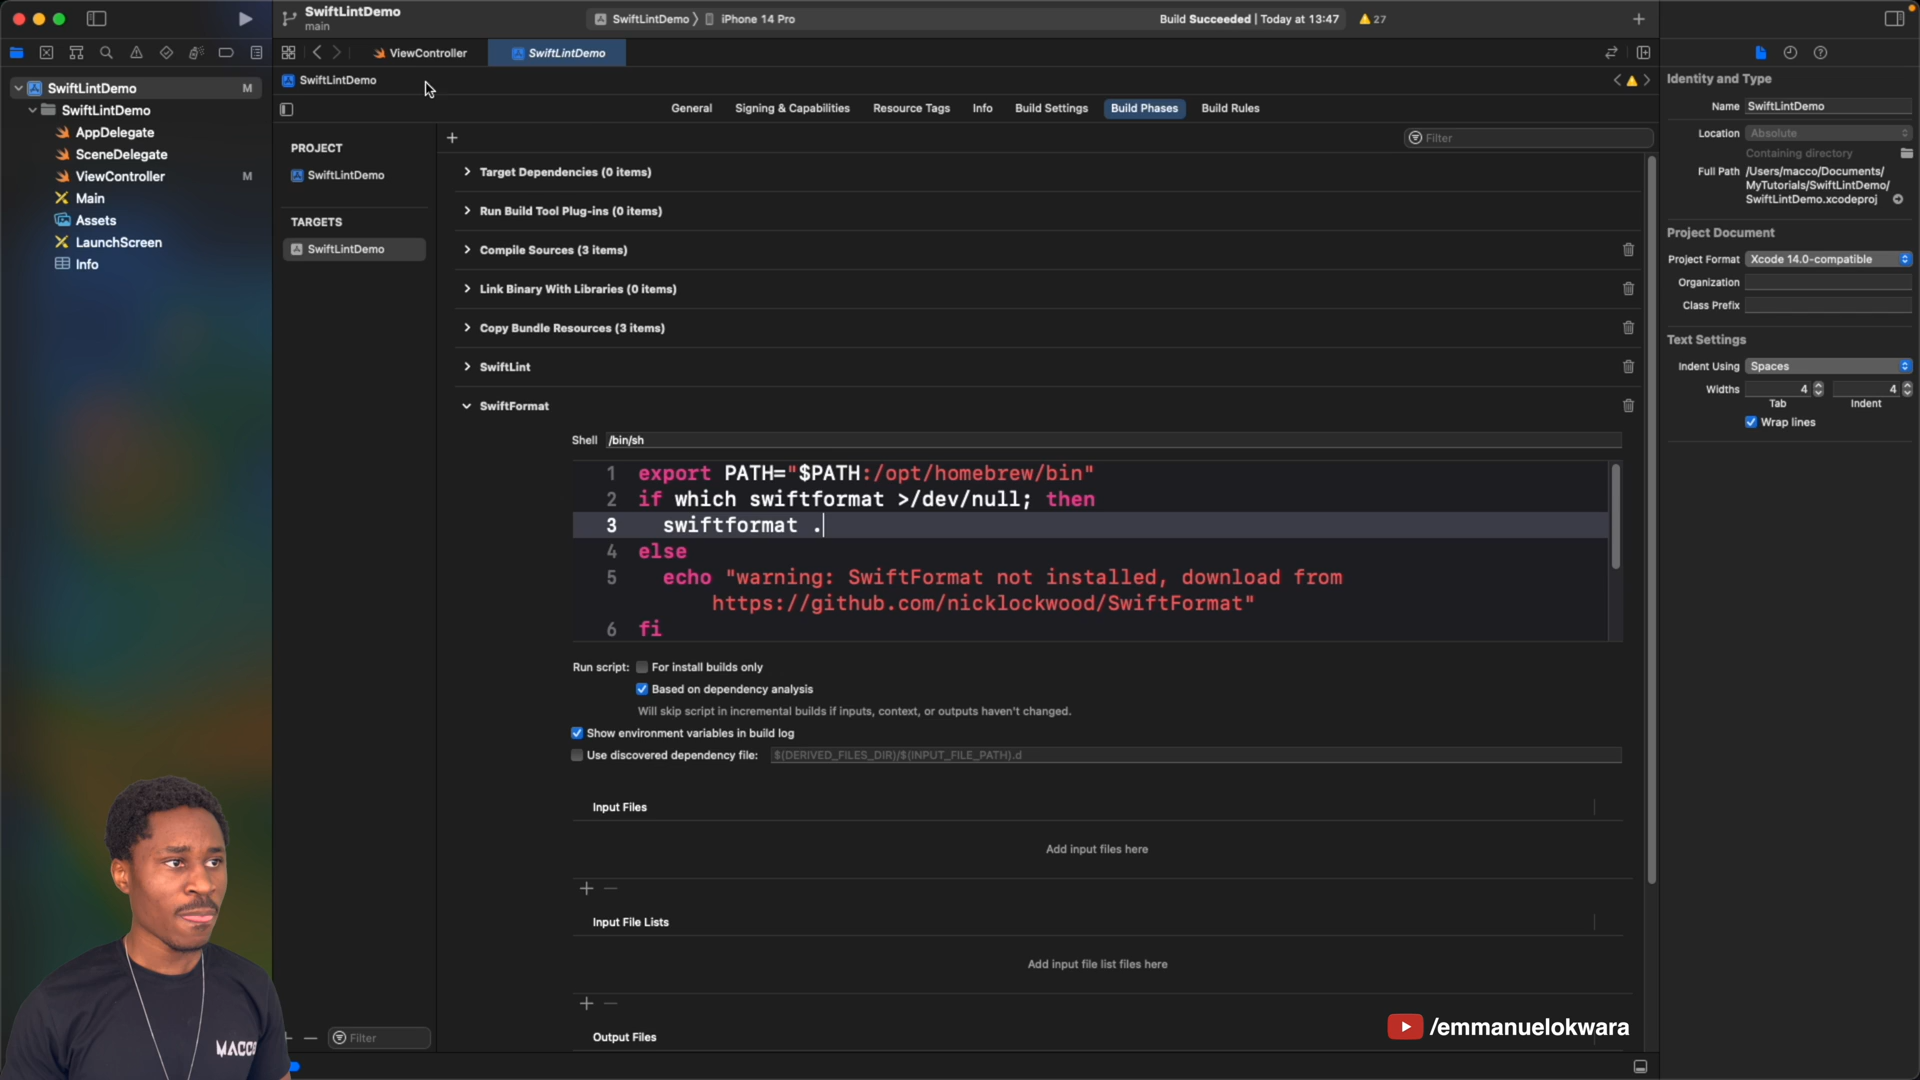 SwiftLintDemo
main
SwiftLintDemo
iPhone 14 Pro
Build Succeeded | Today at 13:47
27
ViewController
SwiftLintDemo
SwiftLintDemo
SwiftLintDemo
M
SwiftLintDemo
AppDelegate
SceneDelegate
ViewController
M
Main
Assets
LaunchScreen
Info
General
Signing & Capabilities
Resource Tags
Info
Build Settings
Build Phases
Build Rules
PROJECT
SwiftLintDemo
TARGETS
SwiftLintDemo
Filter
Target Dependencies (0 items)
Run Build Tool Plug-ins (0 items)
Compile Sources (3 items)
Link Binary With Libraries (0 items)
Copy Bundle Resources (3 items)
SwiftLint
SwiftFormat
Shell /bin/sh
1 export PATH="$PATH:/opt/homebrew/bin"
2 if which swiftformat >/dev/null; then
3 swiftformat .
4 else
5 echo "warning: SwiftFormat not installed, download from
https://github.com/nicklockwood/SwiftFormat"
6 fi
Run script: For install builds only
Based on dependency analysis
Will skip script in incremental builds if inputs, context, or outputs haven't changed.
Show environment variables in build log
Use discovered dependency file: $(DERIVED_FILES_DIR)/$(INPUT_FILE_PATH).d
Input Files
Add input files here
Input File Lists
Add input file list files here
Output Files
Filter
Identity and Type
Name SwiftLintDemo
Location Absolute
Containing directory
Full Path /Users/macco/Documents/
MyTutorials/SwiftLintDemo/
SwiftLintDemo.xcodeproj
Project Document
Project Format Xcode 14.0-compatible
Organization
Class Prefix
Text Settings
Indent Using Spaces
Widths 4 4
Tab Indent
Wrap lines
/emmanuelokwara